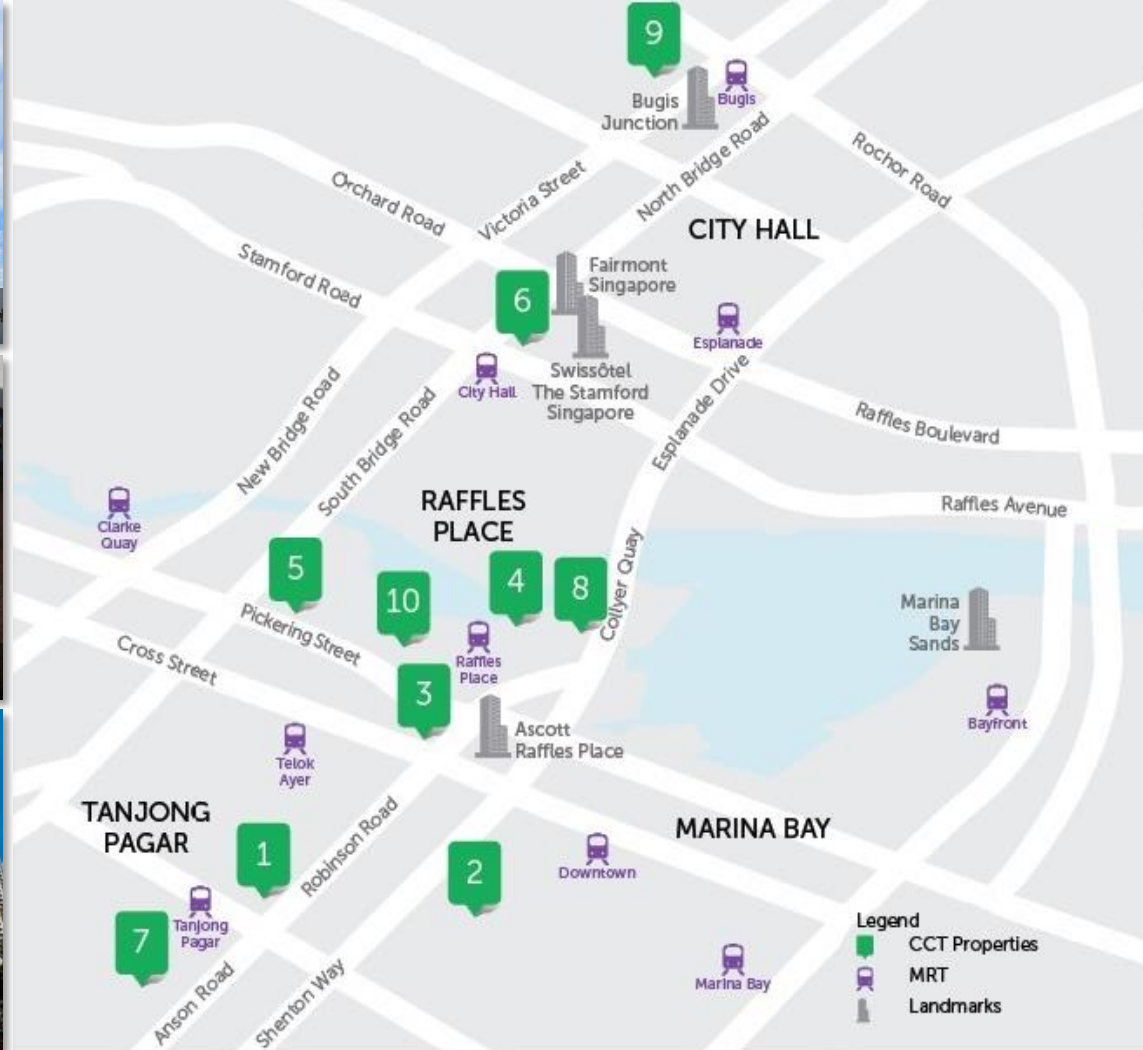 9
Bugis
Junction
Bugis
Rochor Road
North Bridge Road
Victoria Street
Orchard Road
CITY HALL
Stamford Road
Fairmont
Singapore
6
Esplanade
City Hall
Swissôtel
The Stamford
Singapore
Esplanade Drive
New Bridge Road
South Bridge Road
Raffles Boulevard
Raffles Avenue
RAFFLES
PLACE
Clarke
Quay
5
10
4
8
Collyer Quay
Marina
Bay
Sands
Pickering Street
Cross Street
Raffles
Place
3
Bayfront
Ascott
Raffles Place
Telok
Ayer
TANJONG
PAGAR
MARINA BAY
1
Robinson Road
2
Downtown
Tanjong
Pagar
7
Anson Road
Shenton Way
Marina Bay
Legend
CCT Properties
MRT
Landmarks